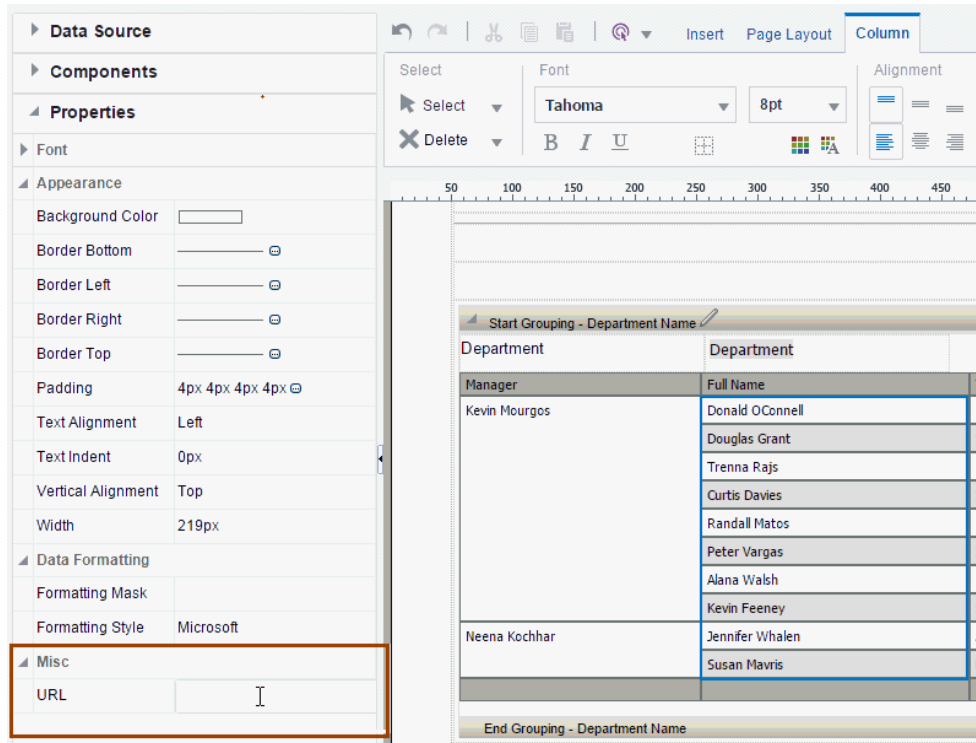 Data Source
Components
Properties
Font
Appearance
Background Color
Border Bottom
Border Left
Border Right
Border Top
Padding 4px 4px 4px 4px
Text Alignment Left
Text Indent 0px
Vertical Alignment Top
Width 219px
Data Formatting
Formatting Mask
Formatting Style Microsoft
Misc
URL
Insert Page Layout Column
Select Font Alignment
Select Tahoma 8pt
Delete B I U
50 100 150 200 250 300 350 400 450
Start Grouping - Department Name
Department Department
Manager Full Name
Kevin Mourgos Donald OConnell
Douglas Grant
Trenna Rajs
Curtis Davies
Randall Matos
Peter Vargas
Alana Walsh
Kevin Feeney
Neena Kochhar Jennifer Whalen
Susan Mavris
End Grouping - Department Name